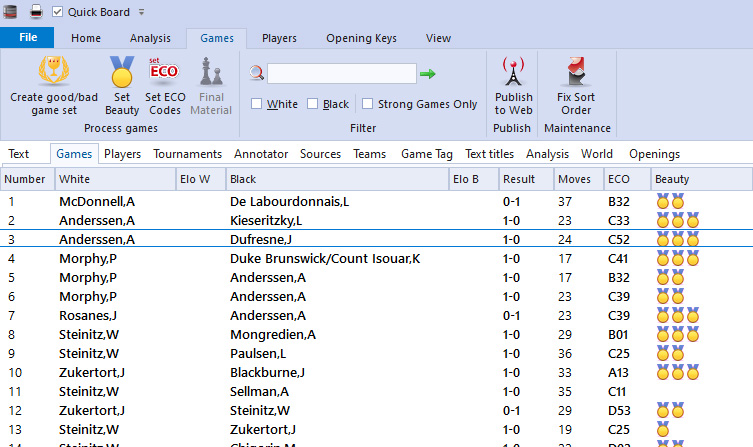 Quick Board
File Home Analysis Games Players Opening Keys View
Create good/bad game set
Set Beauty
set ECO
Set ECO Codes
Final Material
Process games
White Black Strong Games Only
Filter
Publish to Web
Publish
Fix Sort Order
Maintenance
Text Games Players Tournaments Annotator Sources Teams Game Tag Text titles Analysis World Openings
Number White Elo W Black Elo B Result Moves ECO Beauty
1 McDonnell,A De Labourdonnais,L 0-1 37 B32
2 Anderssen,A Kieseritzky,L 1-0 23 C33
3 Anderssen,A Dufresne,J 1-0 24 C52
4 Morphy,P Duke Brunswick/Count Isouar,K 1-0 17 C41
5 Morphy,P Anderssen,A 1-0 17 B32
6 Morphy,P Anderssen,A 1-0 23 C39
7 Rosanes,J Anderssen,A 0-1 23 C39
8 Steinitz,W Mongredien,A 1-0 29 B01
9 Steinitz,W Paulsen,L 1-0 36 C25
10 Zukertort,J Blackburne,J 1-0 33 A13
11 Steinitz,W Sellman,A 1-0 35 C11
12 Zukertort,J Steinitz,W 0-1 29 D53
13 Steinitz,W Zukertort,J 1-0 19 C25